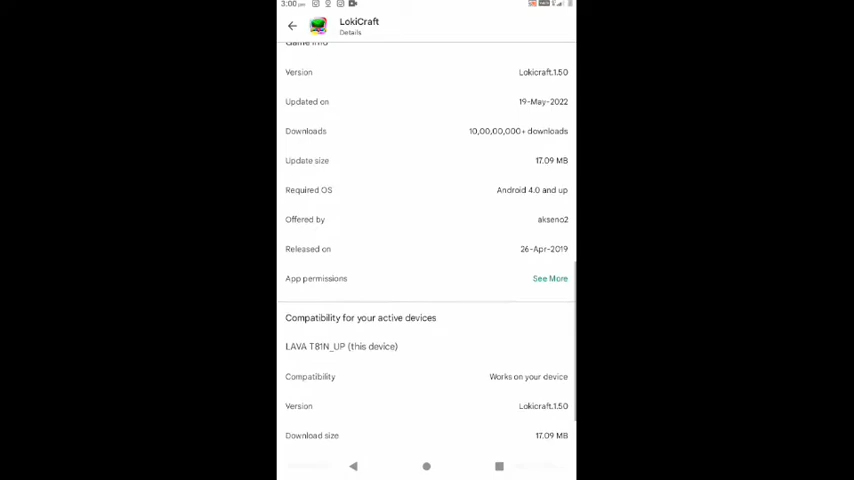 3:00 pm
LokiCraft
Details
Game info
Version Lokicraft.1.50
Updated on 19-May-2022
Downloads 10,00,00,000+ downloads
Update size 17.09 MB
Required OS Android 4.0 and up
Offered by akseno2
Released on 26-Apr-2019
App permissions See More
Compatibility for your active devices
LAVA T81N_UP (this device)
Compatibility Works on your device
Version Lokicraft.1.50
Download size 17.09 MB